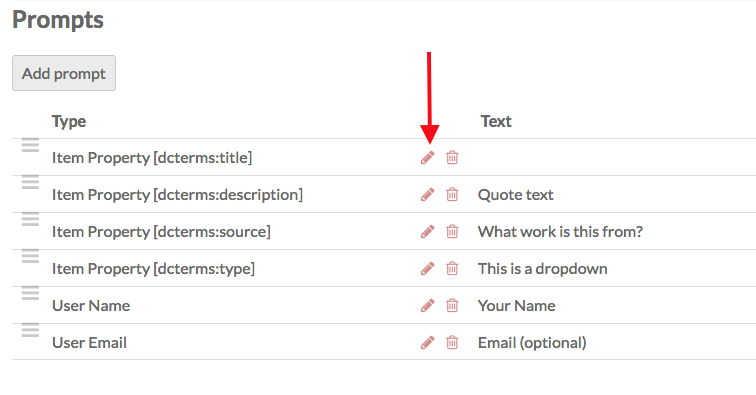 Prompts
Add prompt
Type Text
Item Property [dcterms:title]
Item Property [dcterms:description] Quote text
Item Property [dcterms:source] What work is this from?
Item Property [dcterms:type] This is a dropdown
User Name Your Name
User Email Email (optional)